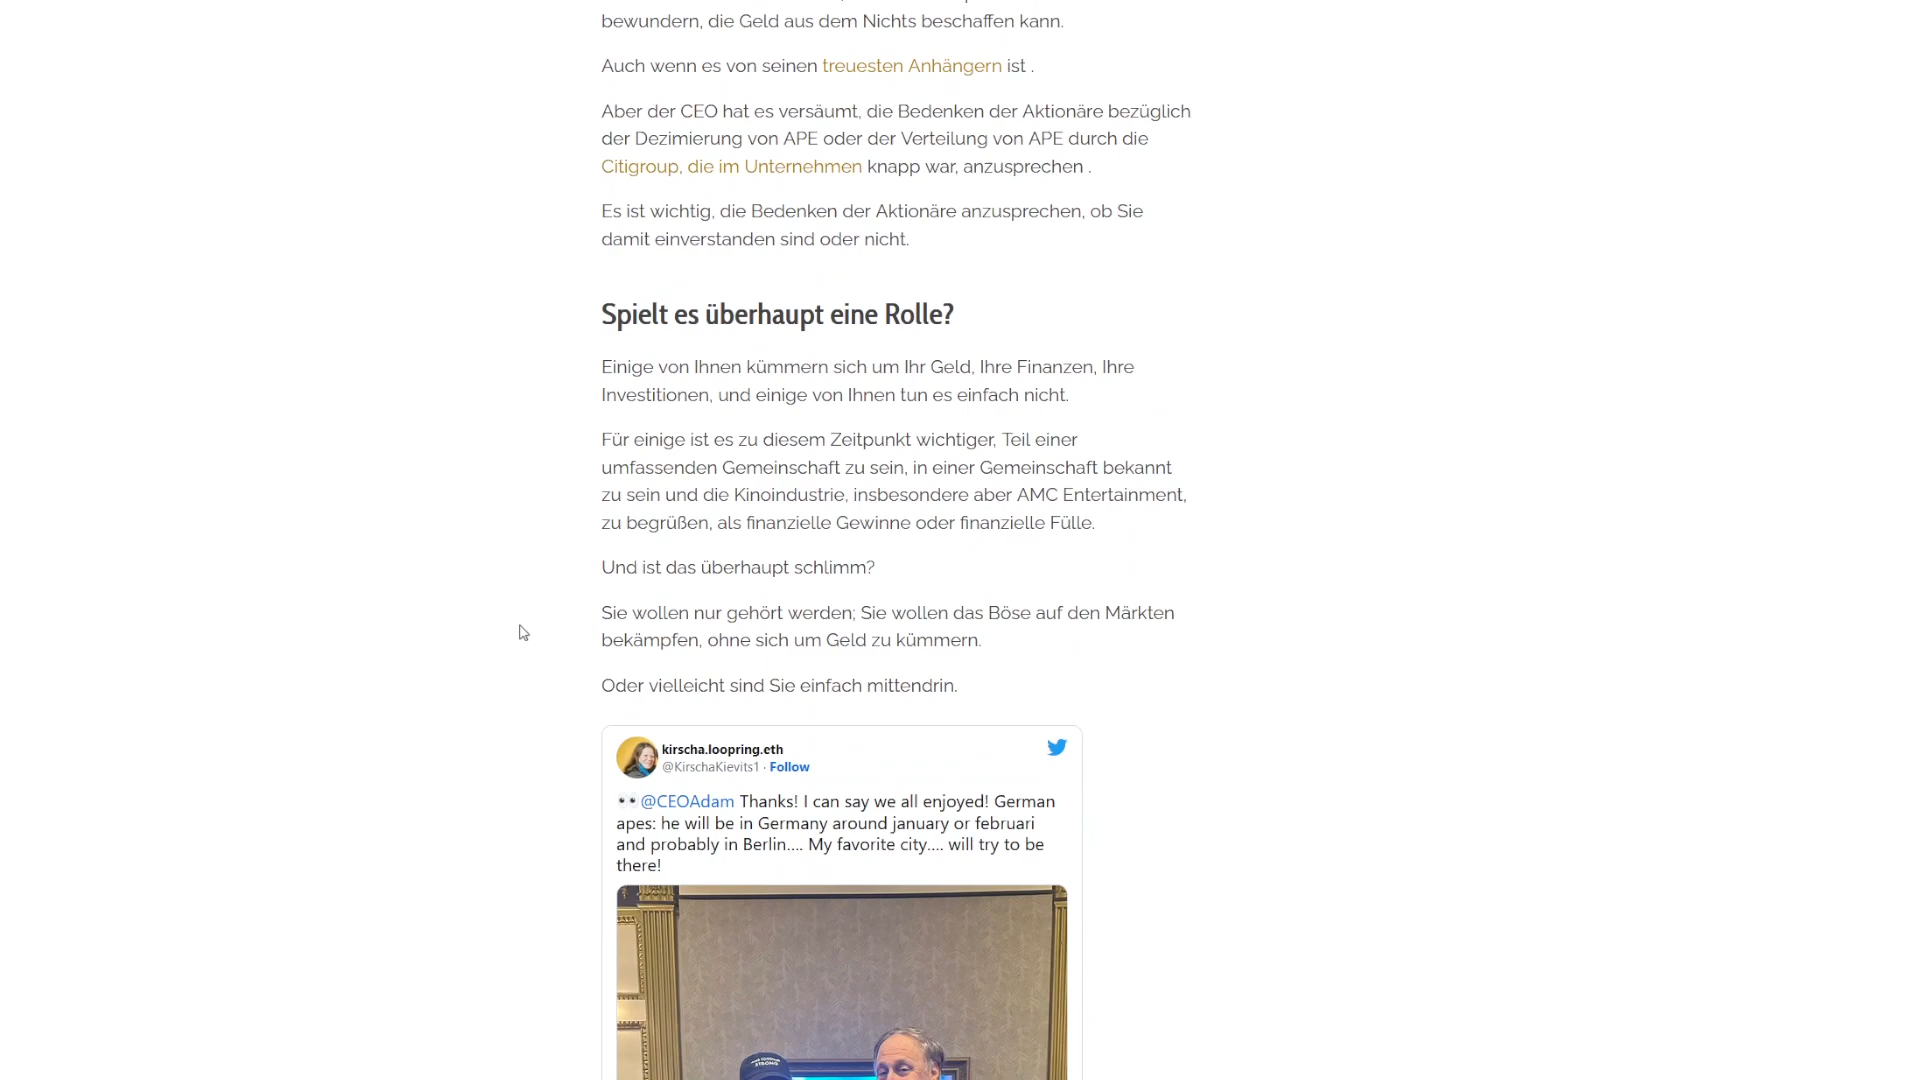 bewundern, die Geld aus dem Nichts beschaffen kann.
Auch wenn es von seinen treuesten Anhängern ist .
Aber der CEO hat es versäumt, die Bedenken der Aktionäre bezüglich
der Dezimierung von APE oder der Verteilung von APE durch die
Citigroup, die im Unternehmen knapp war, anzusprechen .
Es ist wichtig, die Bedenken der Aktionäre anzusprechen, ob Sie
damit einverstanden sind oder nicht.
Spielt es überhaupt eine Rolle?
Einige von Ihnen kümmern sich um Ihr Geld, Ihre Finanzen, Ihre
Investitionen, und einige von Ihnen tun es einfach nicht.
Für einige ist es zu diesem Zeitpunkt wichtiger, Teil einer
umfassenden Gemeinschaft zu sein, in einer Gemeinschaft bekannt
zu sein und die Kinoindustrie, insbesondere aber AMC Entertainment,
zu begrüßen, als finanzielle Gewinne oder finanzielle Fülle.
Und ist das überhaupt schlimm?
Sie wollen nur gehört werden; Sie wollen das Böse auf den Märkten
bekämpfen, ohne sich um Geld zu kümmern.
Oder vielleicht sind Sie einfach mittendrin.
kirscha.loopring.eth
@KirschaKievits1 · Follow
👀@CEOAdam Thanks! I can say we all enjoyed! German
apes: he will be in Germany around january or februari
and probably in Berlin.... My favorite city.... will try to be
there!
STRONG